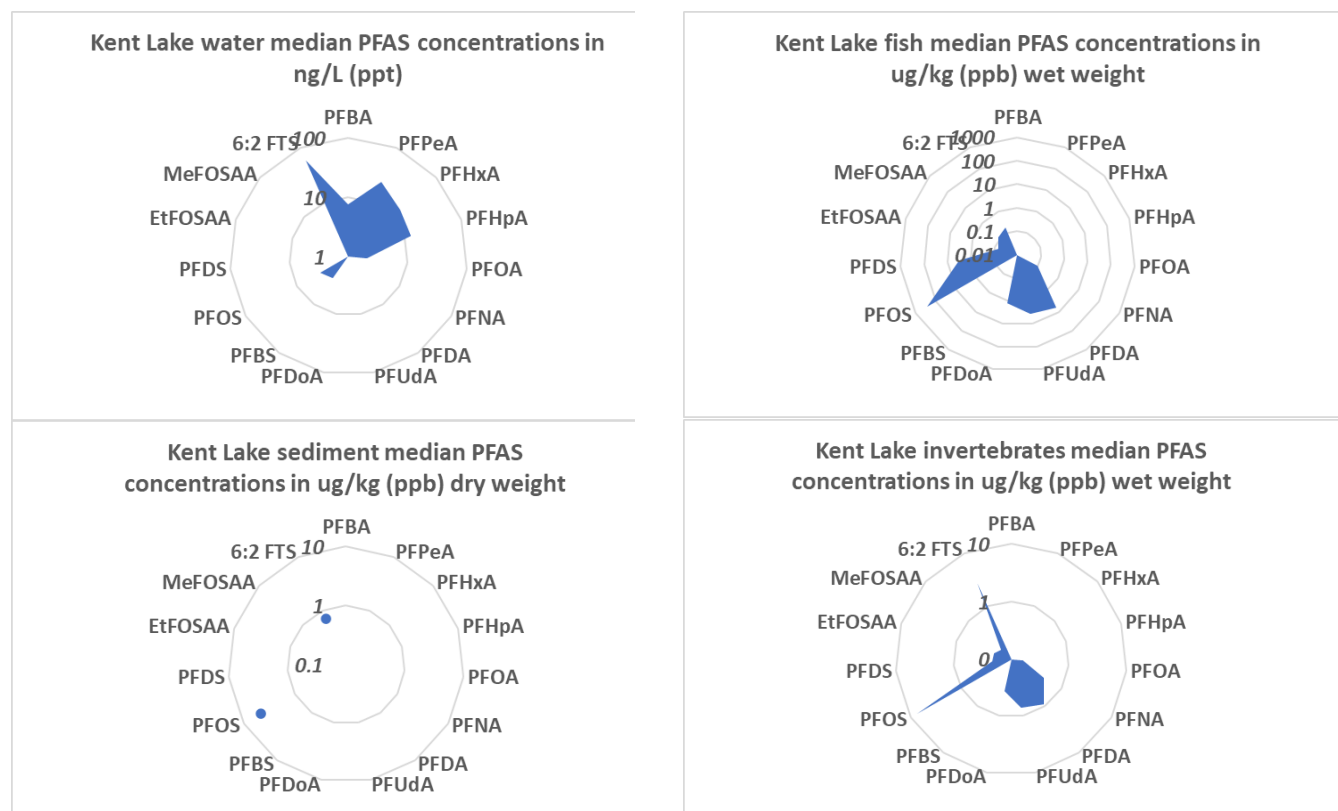 Kent Lake water median PFAS concentrations in
ng/L (ppt)
PFBA
100
6:2 FTS
PFPeA
MeFOSAA
PFHxA
10
EtFOSAA
PFHpA
1
PFDS
PFOA
PFOS
PFNA
PFBS
PFDA
PFDoA
PFUdA
Kent Lake fish median PFAS concentrations in
ug/kg (ppb) wet weight
PFBA
1000
6:2 FTS
PFPeA
100
MeFOSAA
PFHxA
10
1
EtFOSAA
PFHpA
0.1
0.01
PFDS
PFOA
PFOS
PFNA
PFBS
PFDA
PFDoA
PFUdA
Kent Lake sediment median PFAS
concentrations in ug/kg (ppb) dry weight
PFBA
10
6:2 FTS
PFPeA
MeFOSAA
PFHxA
1
EtFOSAA
PFHpA
0.1
PFDS
PFOA
PFOS
PFNA
PFBS
PFDA
PFDoA
PFUdA
Kent Lake invertebrates median PFAS
concentrations in ug/kg (ppb) wet weight
PFBA
10
6:2 FTS
PFPeA
MeFOSAA
PFHxA
1
EtFOSAA
PFHpA
0
PFDS
PFOA
PFOS
PFNA
PFBS
PFDA
PFDoA
PFUdA